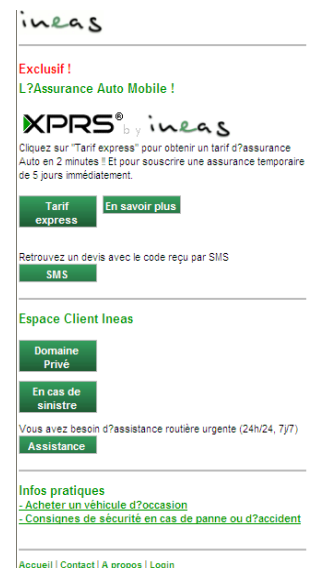 ineas
Exclusif !
L?Assurance Auto Mobile !
XPRS® by ineas
Cliquez sur "Tarif express" pour obtenir un tarif d?assurance
Auto en 2 minutes !! Et pour souscrire une assurance temporaire
de 5 jours immédiatement.
Tarif
express
En savoir plus
Retrouvez un devis avec le code reçu par SMS
SMS
Espace Client Ineas
Domaine
Privé
En cas de
sinistre
Vous avez besoin d?assistance routière urgente (24h/24, 7j/7)
Assistance
Infos pratiques
- Acheter un véhicule d?occasion
- Consignes de sécurité en cas de panne ou d?accident
Accueil | Contact | A propos | Login